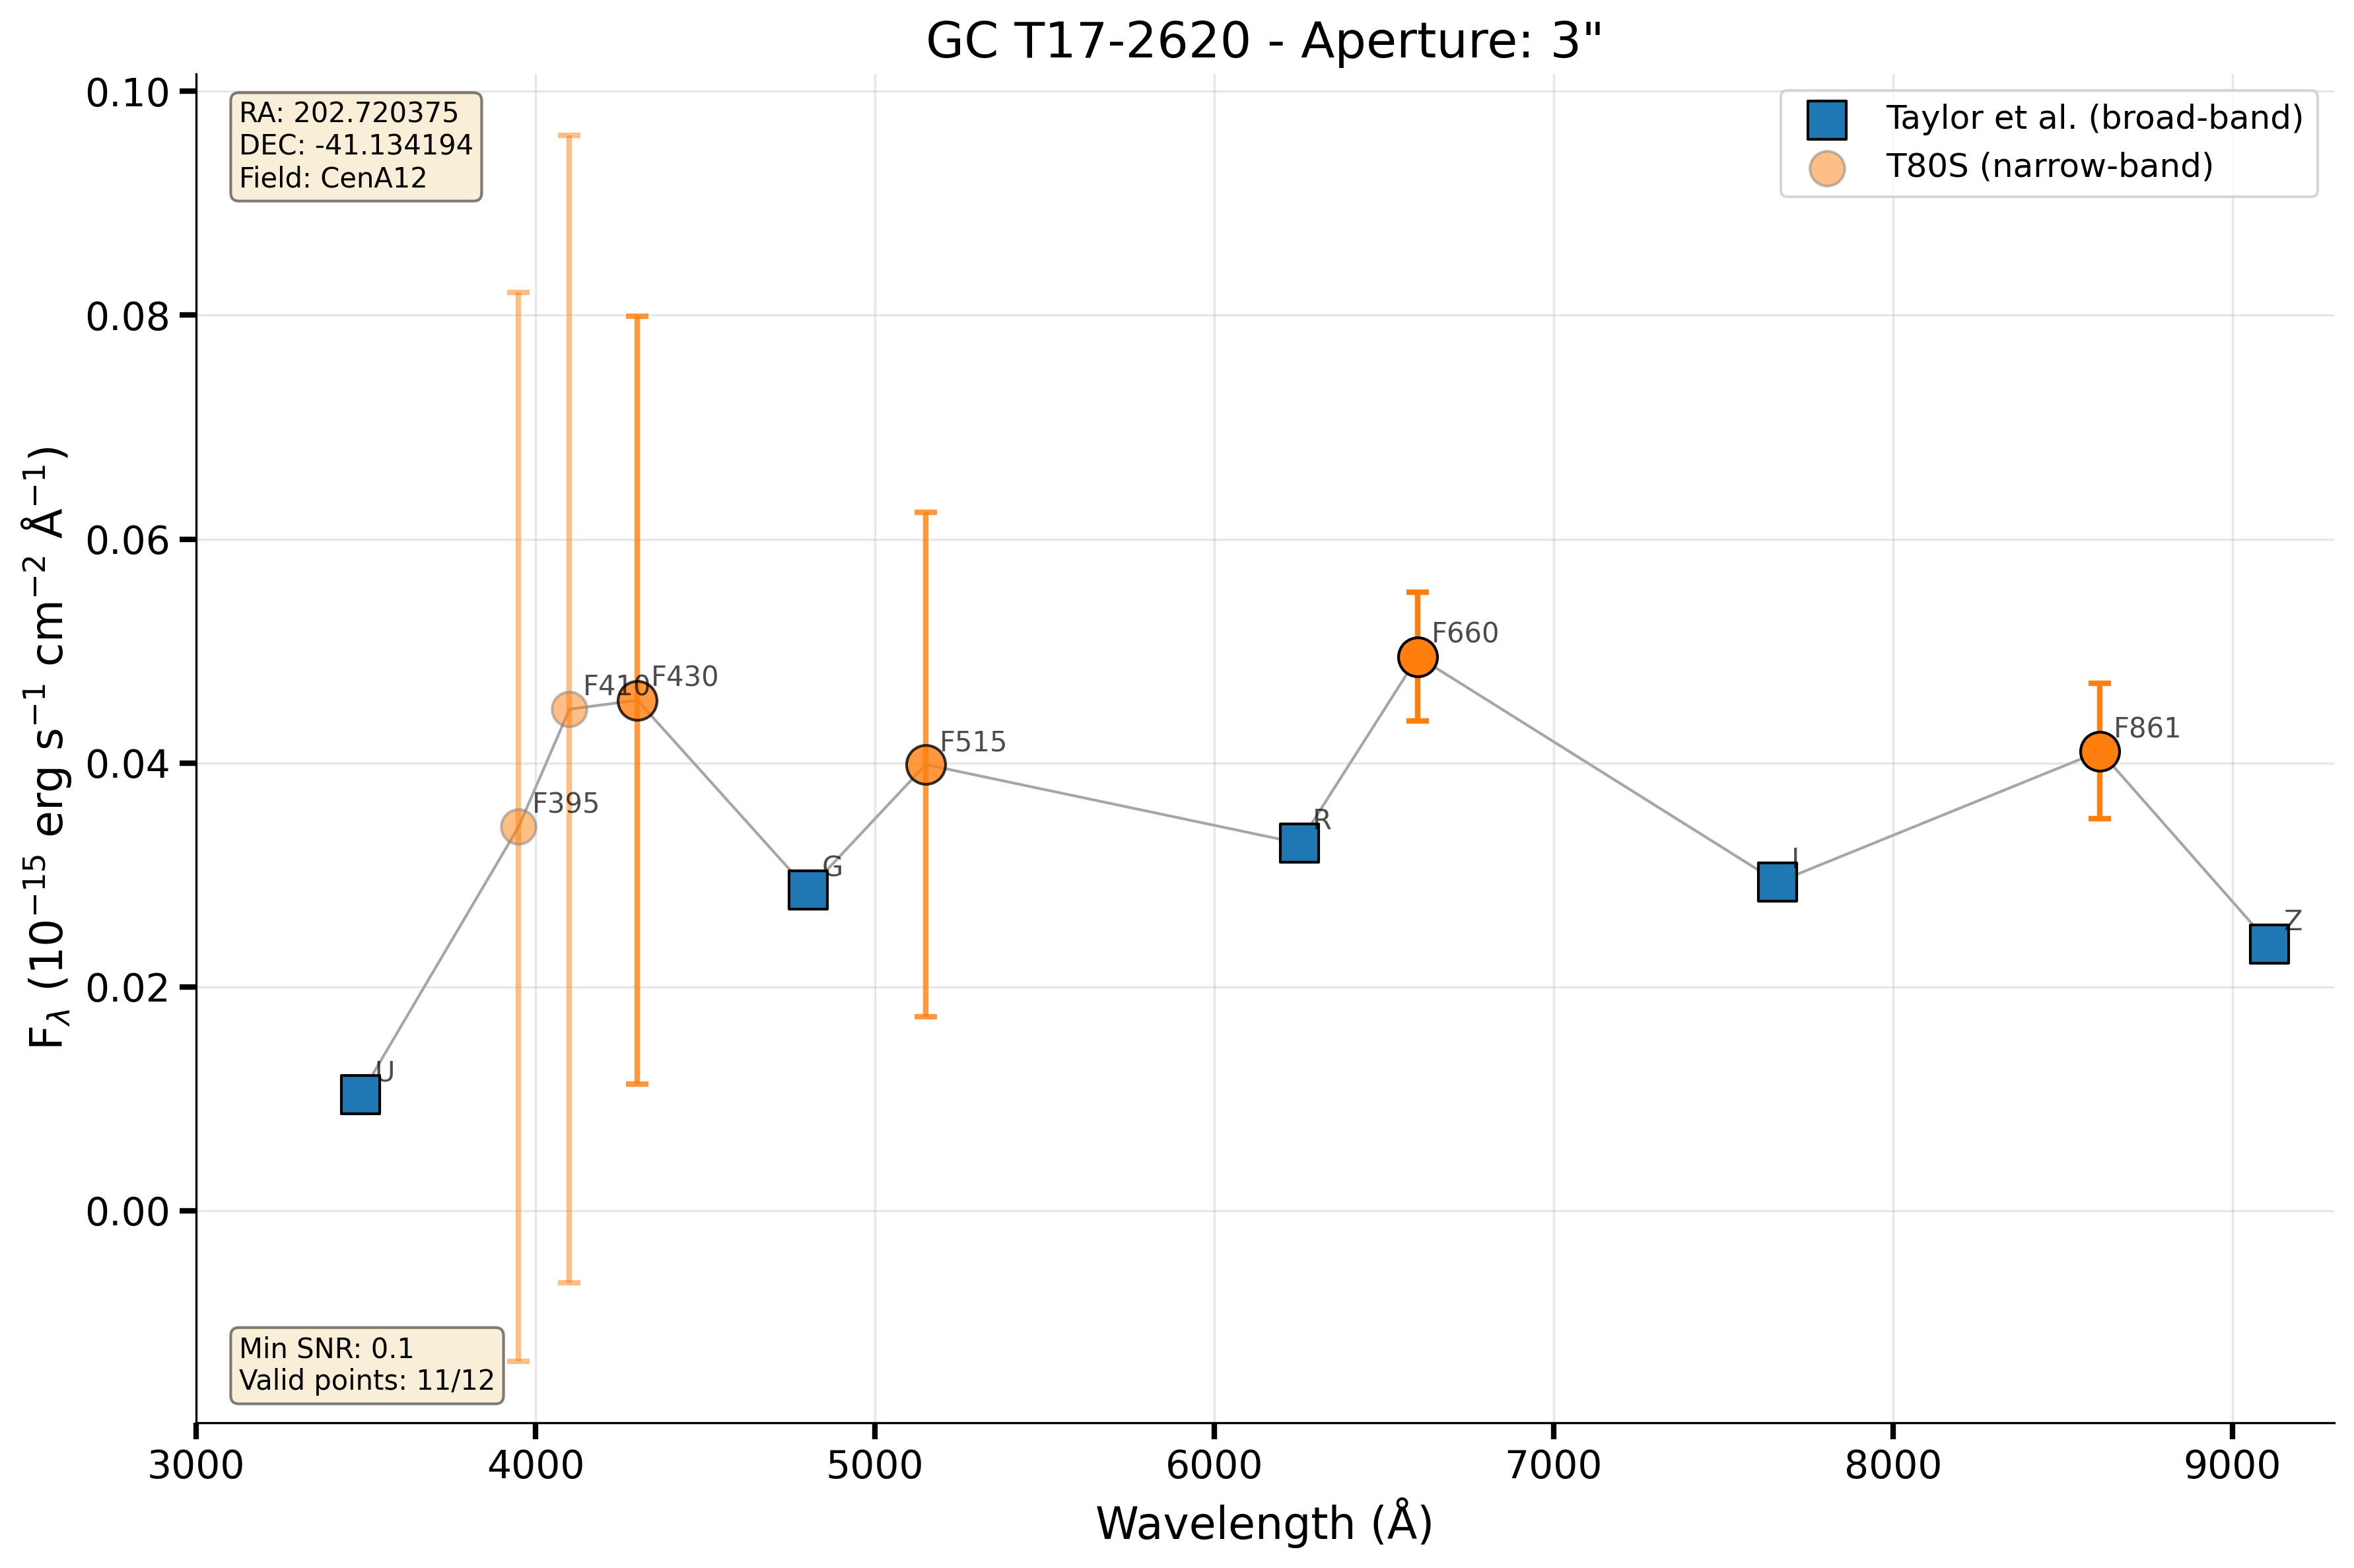 GC T17-2620 - Aperture: 3"
RA: 202.720375
DEC: -41.134194
Field: CenA12
Taylor et al. (broad-band)
T80S (narrow-band)
0.10
0.08
0.06
0.04
0.02
0.00
F660
F430
F410
F515
F861
F395
R
I
G
Z
U
Min SNR: 0.1
Valid points: 11/12
3000 4000 5000 6000 7000 8000 9000
Wavelength (Å)
F_λ (10⁻¹⁵ erg s⁻¹ cm⁻² Å⁻¹)